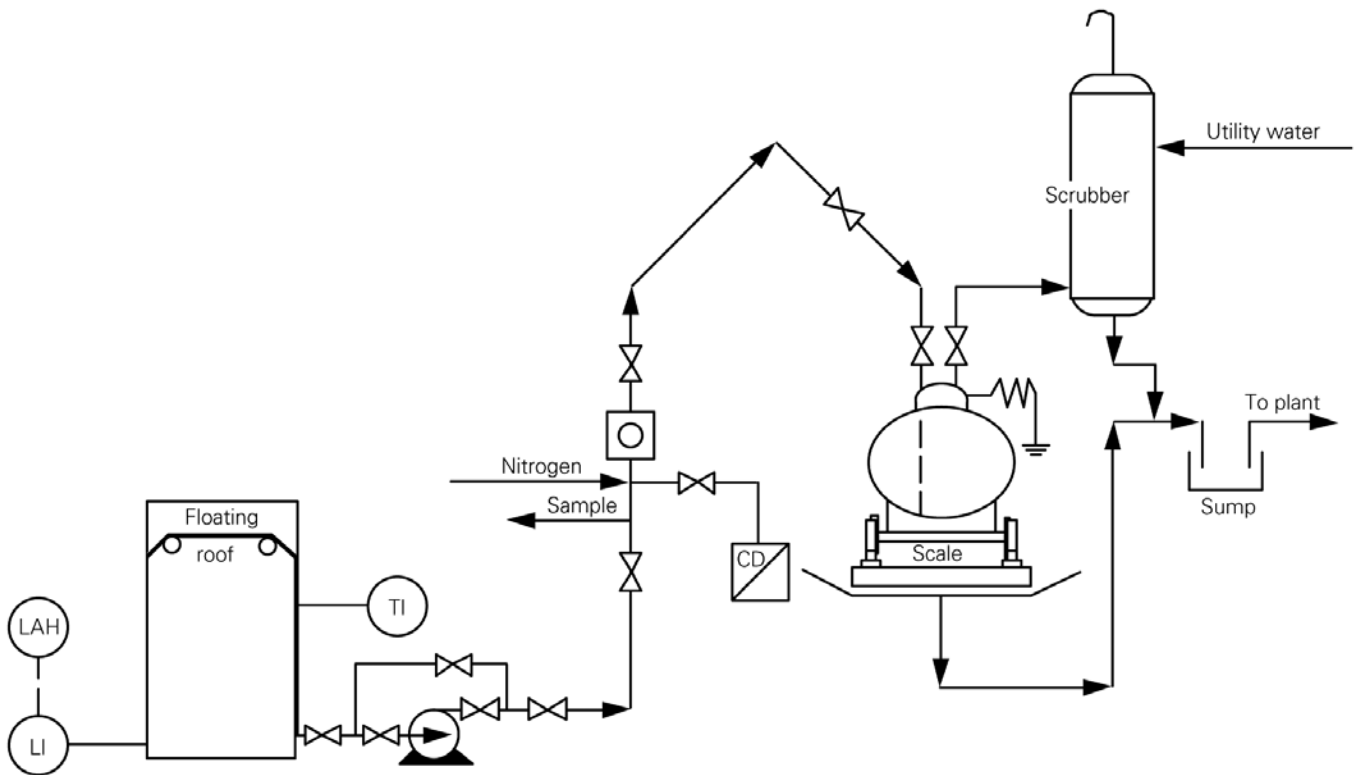 Utility water
Scrubber
Nitrogen
Sample
To plant
Floating
roof
CD
Scale
Sump
TI
LAH
LI